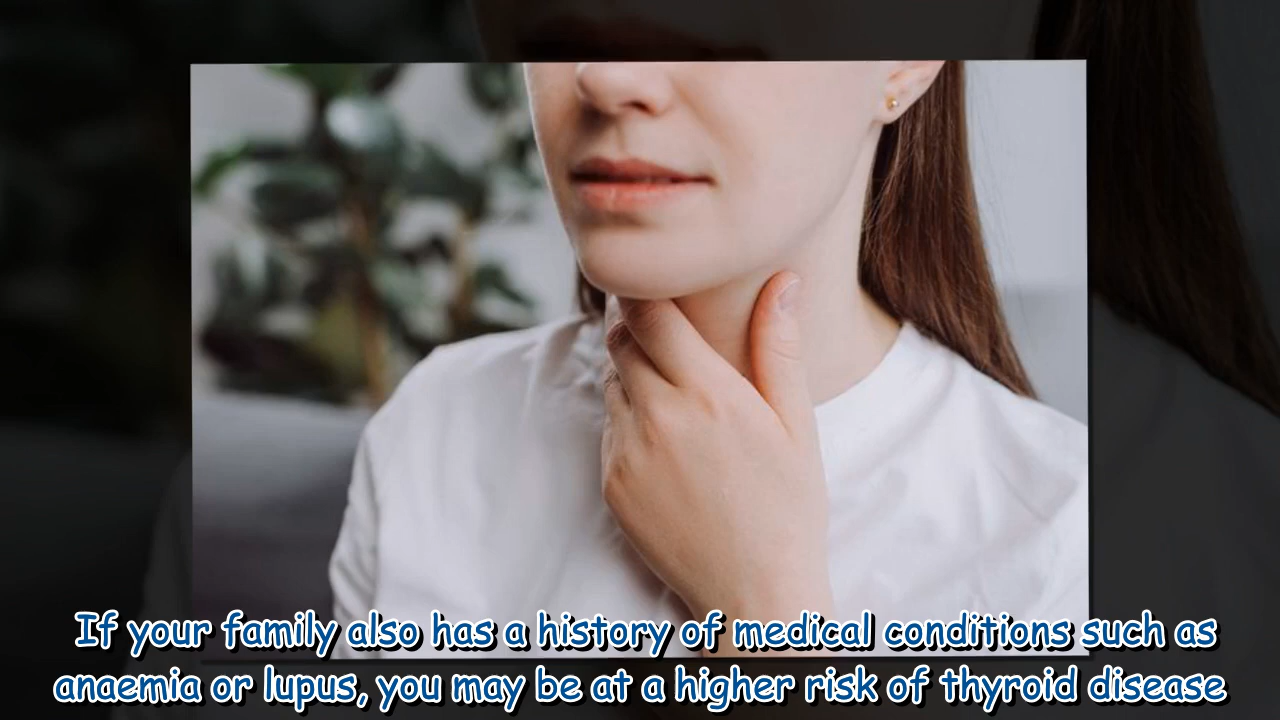 If your family also has a history of medical conditions such as
anaemia or lupus, you may be at a higher risk of thyroid disease